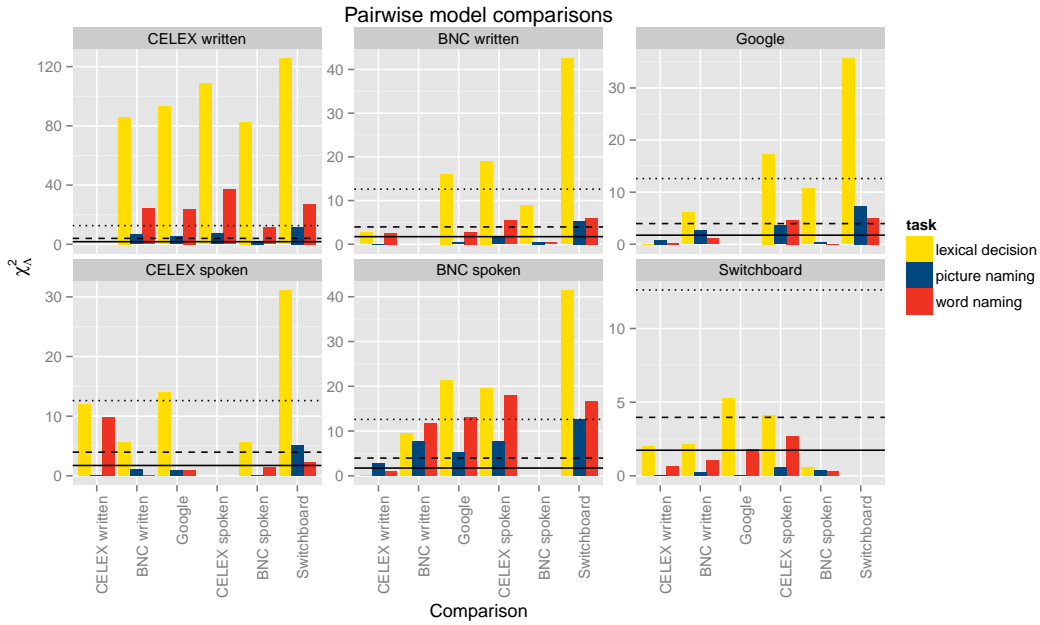 Pairwise model comparisons
CELEX written
BNC written
Google
120
80
40
0
40
30
20
10
0
30
20
10
0
χ²Λ
CELEX spoken
BNC spoken
Switchboard
30
20
10
0
40
30
20
10
0
10
5
0
task
lexical decision
picture naming
word naming
CELEX written
BNC written
Google
CELEX spoken
BNC spoken
Switchboard
CELEX written
BNC written
Google
CELEX spoken
BNC spoken
Switchboard
CELEX written
BNC written
Google
CELEX spoken
BNC spoken
Switchboard
Comparison